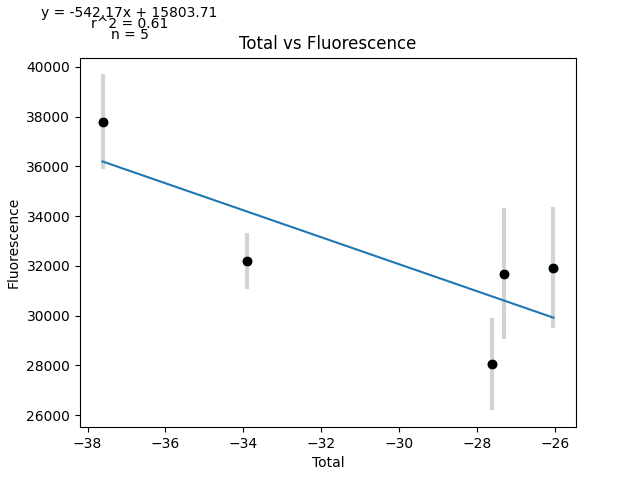 y = -542.17x + 15803.71
r^2 = 0.61
n = 5
Total vs Fluorescence
40000
38000
36000
34000
32000
30000
28000
26000
Fluorescence
−38
−36
−34
−32
−30
−28
−26
Total